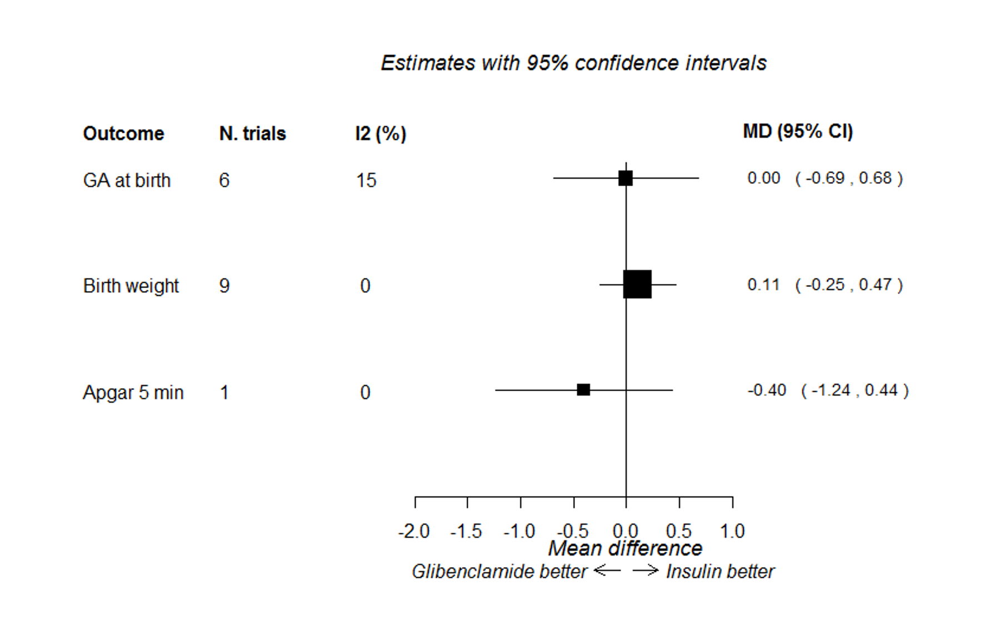 Estimates with 95% confidence intervals
Outcome N. trials I2 (%) MD (95% CI)
GA at birth 6 15 0.00 ( -0.69 , 0.68 )
Birth weight 9 0 0.11 ( -0.25 , 0.47 )
Apgar 5 min 1 0 -0.40 ( -1.24 , 0.44 )
-2.0 -1.5 -1.0 -0.5 0.0 0.5 1.0
Mean difference
Glibenclamide better Insulin better